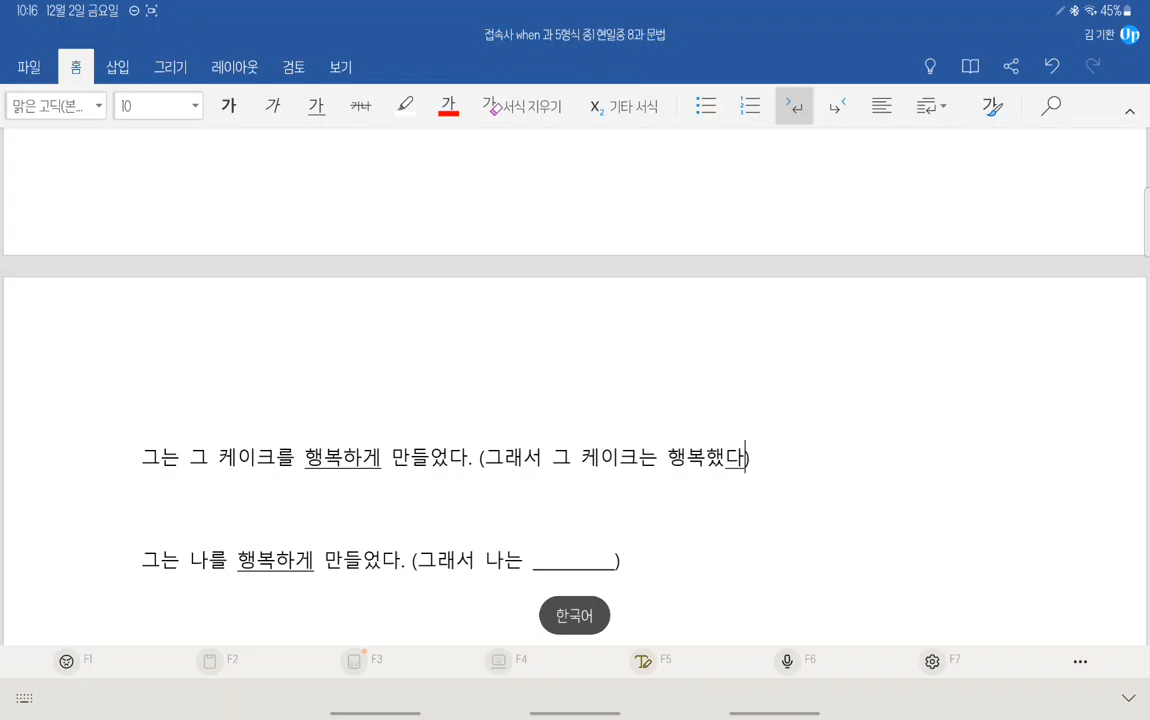 10:16 12월 2일 금요일 45%
접속사 when 과 5형식 중1 현일중 8과 문법
김 기환 Up
파일 홈 삽입 그리기 레이아웃 검토 보기
맑은 고딕(본... 10 가 가 가 가나 가 가 서식 지우기 X2 기타 서식 가
그는 그 케이크를 행복하게 만들었다. (그래서 그 케이크는 행복했다)
그는 나를 행복하게 만들었다. (그래서 나는 ________)
한국어
F1 F2 F3 F4 F5 F6 F7